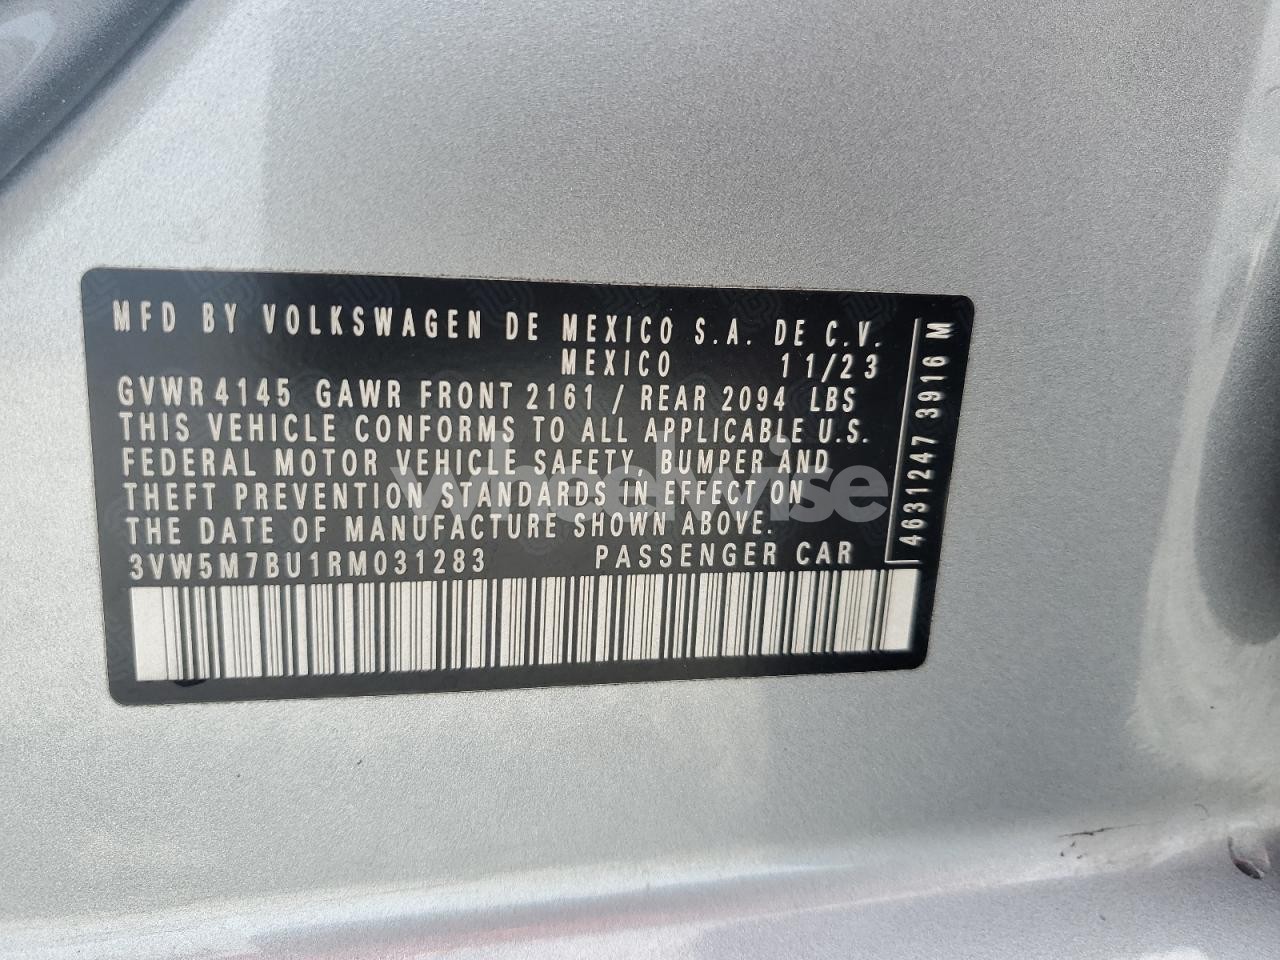 MFD BY VOLKSWAGEN DE MEXICO S.A. DE C.V.
MEXICO 11/23
GVWR 4145 GAWR FRONT 2161 / REAR 2094 LBS
THIS VEHICLE CONFORMS TO ALL APPLICABLE U.S.
FEDERAL MOTOR VEHICLE SAFETY, BUMPER AND
THEFT PREVENTION STANDARDS IN EFFECT ON
THE DATE OF MANUFACTURE SHOWN ABOVE.
3VW5M7BU1RM031283 PASSENGER CAR
4631247 3916 M
wheelwise